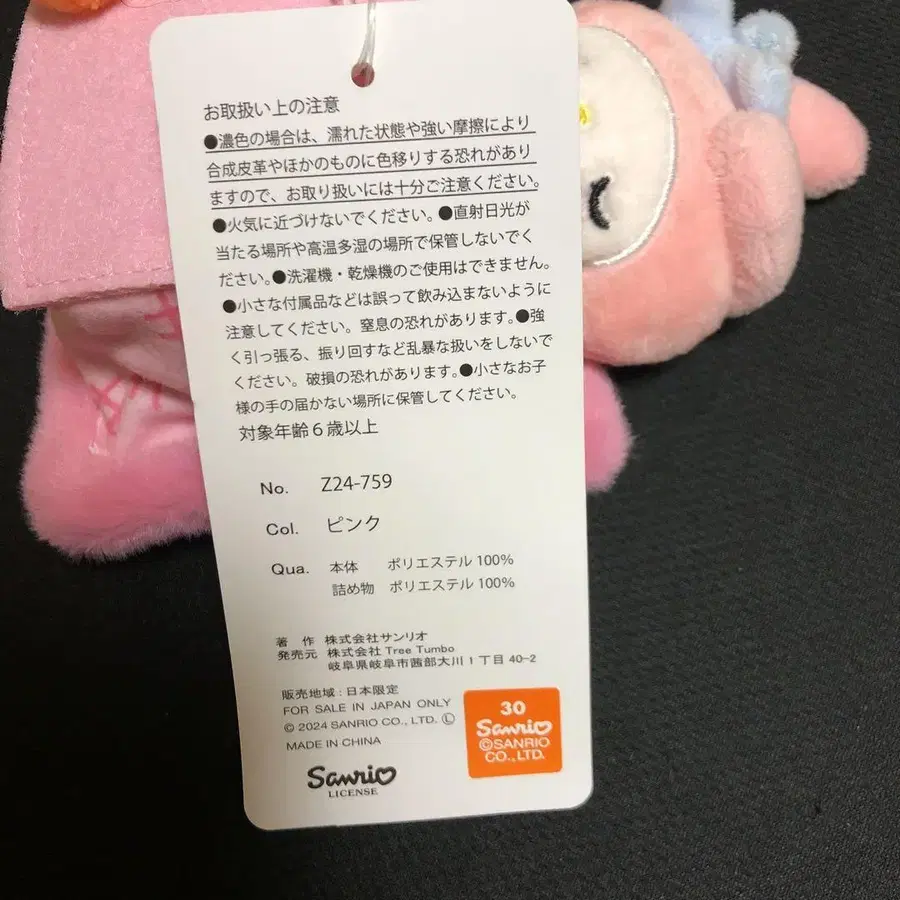 お取扱い上の注意
●濃色の場合は、濡れた状態や強い摩擦により
合成皮革やほかのものに色移りする恐れがあり
ますので、お取り扱いには十分ご注意ください。
●火気に近づけないでください。●直射日光が
当たる場所や高温多湿の場所で保管しないでく
ださい。●洗濯機・乾燥機のご使用はできません。
●小さな付属品などは誤って飲み込まないように
注意してください。窒息の恐れがあります。●強
く引っ張る、振り回すなど乱暴な扱いをしないで
ください。破損の恐れがあります。●小さなお子
様の手の届かない場所に保管してください。
対象年齢6歳以上
No. Z24-759
Col. ピンク
Qua. 本体 ポリエステル100%
詰め物 ポリエステル100%
著 作 株式会社サンリオ
発売元 株式会社Tree Tumbo
岐阜県岐阜市茜部大川1丁目40-2
販売地域：日本限定
FOR SALE IN JAPAN ONLY
© 2024 SANRIO CO., LTD. Ⓛ
MADE IN CHINA
Sanrio
LICENSE
30
Sanrio
©SANRIO
CO.,LTD.